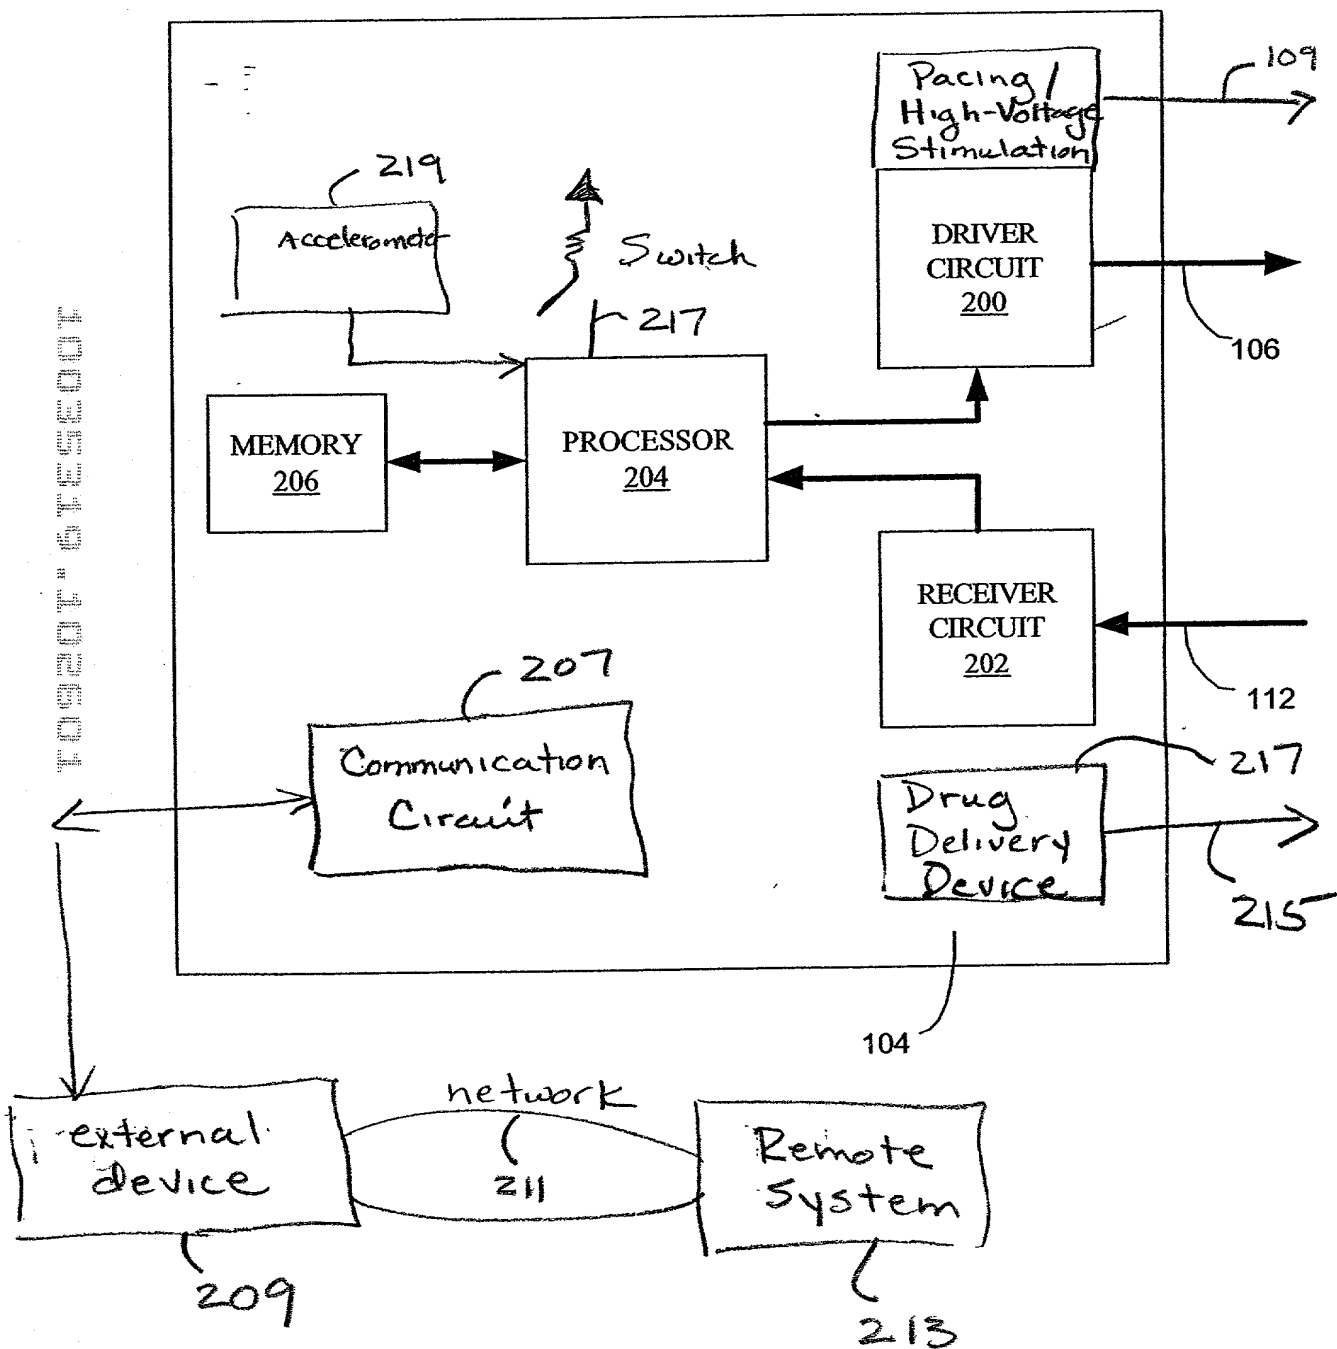 109
Pacing /
High-Voltage
Stimulation
219
Accelerometer
Switch
217
DRIVER
CIRCUIT
200
106
MEMORY
206
PROCESSOR
204
RECEIVER
CIRCUIT
202
112
207
Communication
Circuit
217
Drug
Delivery
Device
215
104
network
211
external
device
209
Remote
System
213